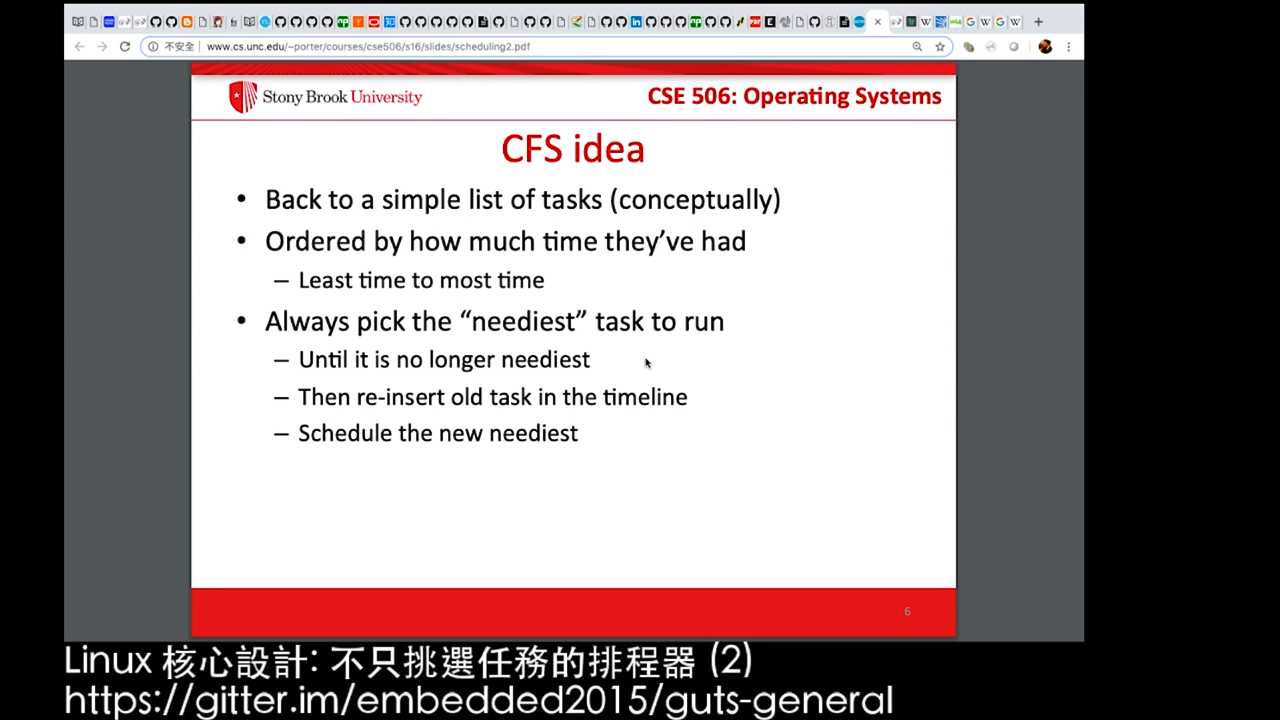 不安全 | www.cs.unc.edu/~porter/courses/cse506/s16/slides/scheduling2.pdf
Stony Brook University
CSE 506: Operating Systems
CFS idea
• Back to a simple list of tasks (conceptually)
• Ordered by how much time they’ve had
– Least time to most time
• Always pick the “neediest” task to run
– Until it is no longer neediest
– Then re-insert old task in the timeline
– Schedule the new neediest
6
Linux 核心設計: 不只挑選任務的排程器 (2)
https://gitter.im/embedded2015/guts-general